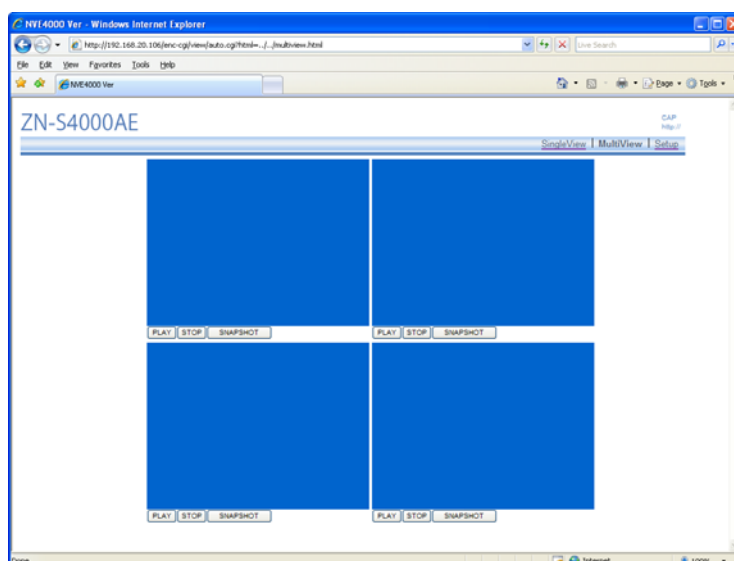 NVE4000 Ver - Windows Internet Explorer
http://192.168.20.106/enc-cgi/view/auto.cgi?html=../../multiview.html
Live Search
File Edit View Favorites Tools Help
NVE4000 Ver
Page Tools
ZN-S4000AE
CAP
http://
SingleView | MultiView | Setup
PLAY STOP SNAPSHOT PLAY STOP SNAPSHOT
PLAY STOP SNAPSHOT PLAY STOP SNAPSHOT
Done Internet 100%